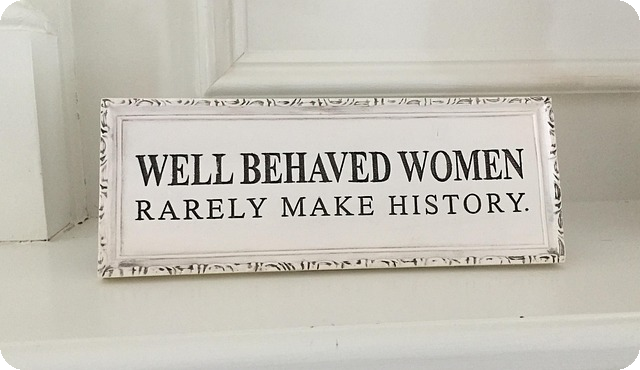 WELL BEHAVED WOMEN
RARELY MAKE HISTORY.